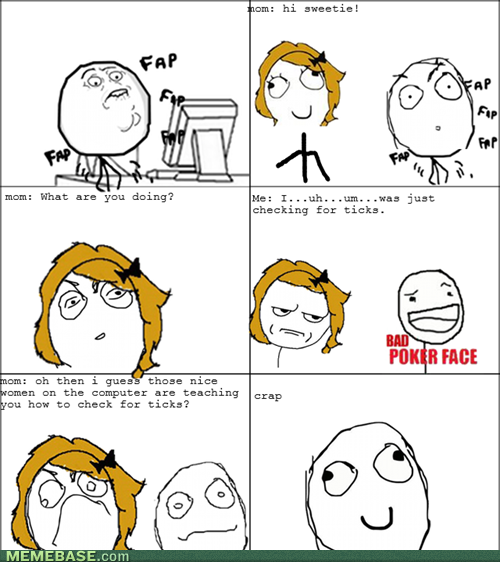 FAP
FAP
FAP
FAP
mom: hi sweetie!
FAP
FAP
FAP
FAP
mom: What are you doing?
Me: I...uh...um...was just
checking for ticks.
BAD
POKER FACE
mom: oh then i guess those nice
women on the computer are teaching
you how to check for ticks?
crap
MEMEBASE.com